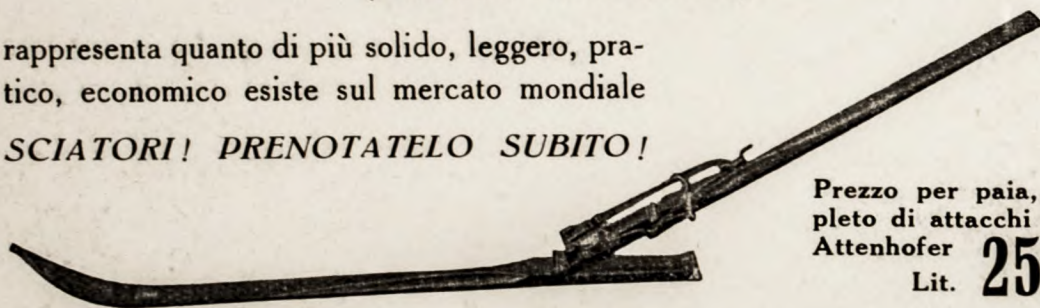 rappresenta quanto di più solido, leggero, pra-
tico, economico esiste sul mercato mondiale
SCIATORI! PRENOTATELO SUBITO!
Prezzo per paia,
pleto di attacchi
Attenhofer
Lit. 25